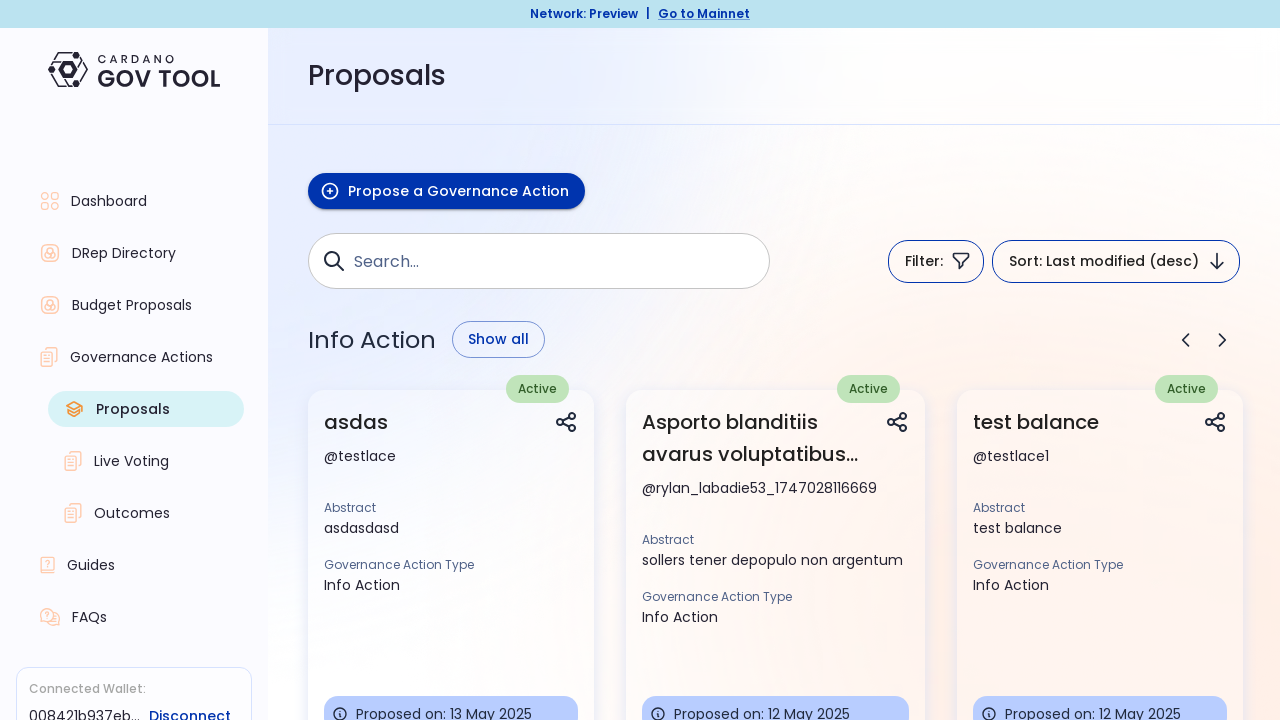 Network: Preview | Go to Mainnet
CARDANO
GOV TOOL
Proposals
Dashboard
DRep Directory
Budget Proposals
Governance Actions
Proposals
Live Voting
Outcomes
Guides
FAQs
Connected Wallet:
008421b937eb... Disconnect
Propose a Governance Action
Search...
Filter:
Sort: Last modified (desc)
Info Action
Show all
Active
asdas
@testlace
Abstract
asdasdasd
Governance Action Type
Info Action
Proposed on: 13 May 2025
Active
Asporto blanditiis
avarus voluptatibus...
@rylan_labadie53_1747028116669
Abstract
sollers tener depopulo non argentum
Governance Action Type
Info Action
Proposed on: 12 May 2025
Active
test balance
@testlace1
Abstract
test balance
Governance Action Type
Info Action
Proposed on: 12 May 2025